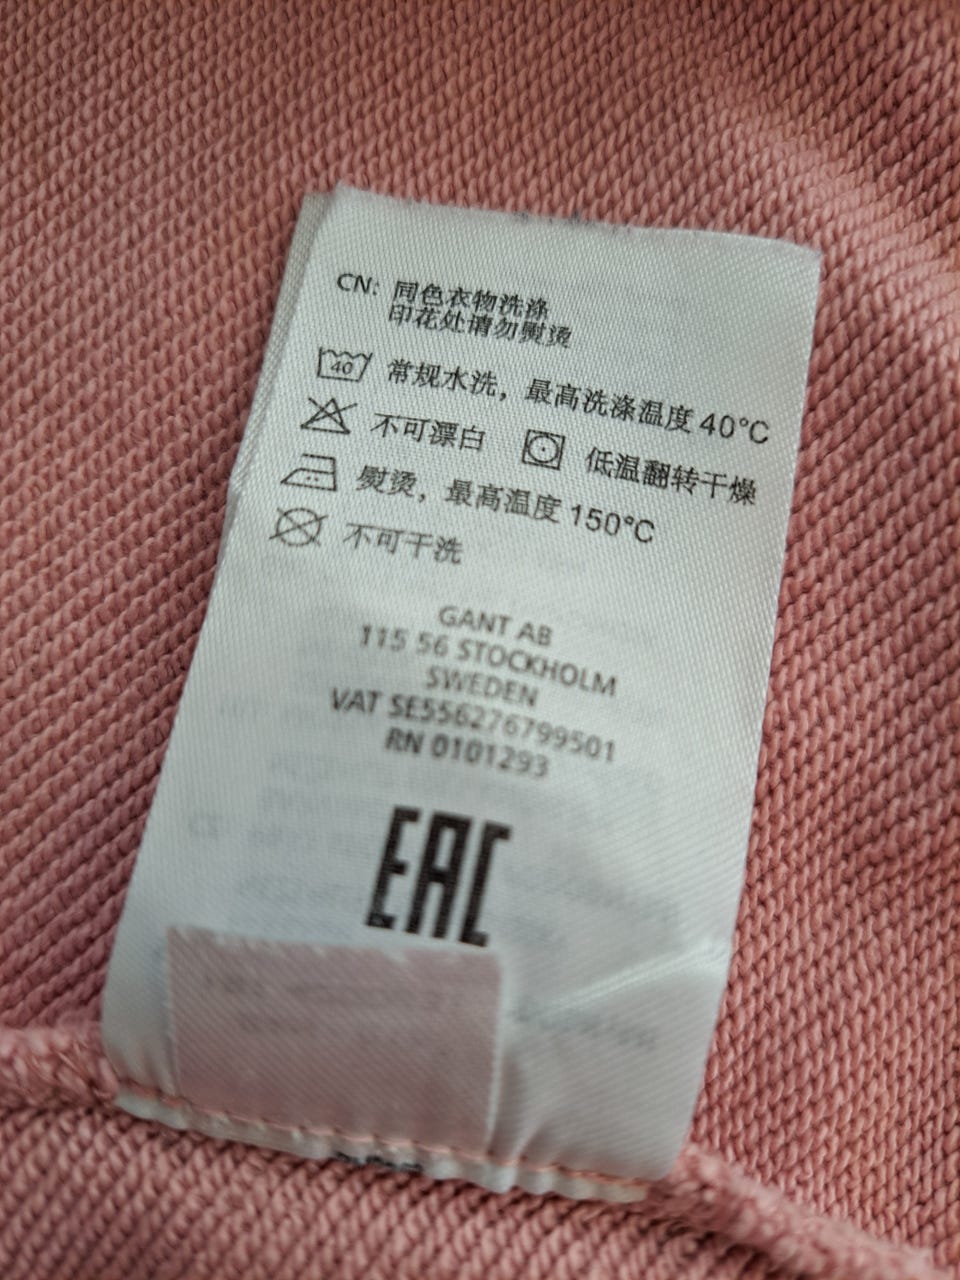 CN: 同色衣物洗涤
印花处请勿熨烫
40 常规水洗，最高洗涤温度 40°C
不可漂白 低温翻转干燥
熨烫，最高温度 150°C
不可干洗
GANT AB
115 56 STOCKHOLM
SWEDEN
VAT SE556276799501
RN 0101293
EAC